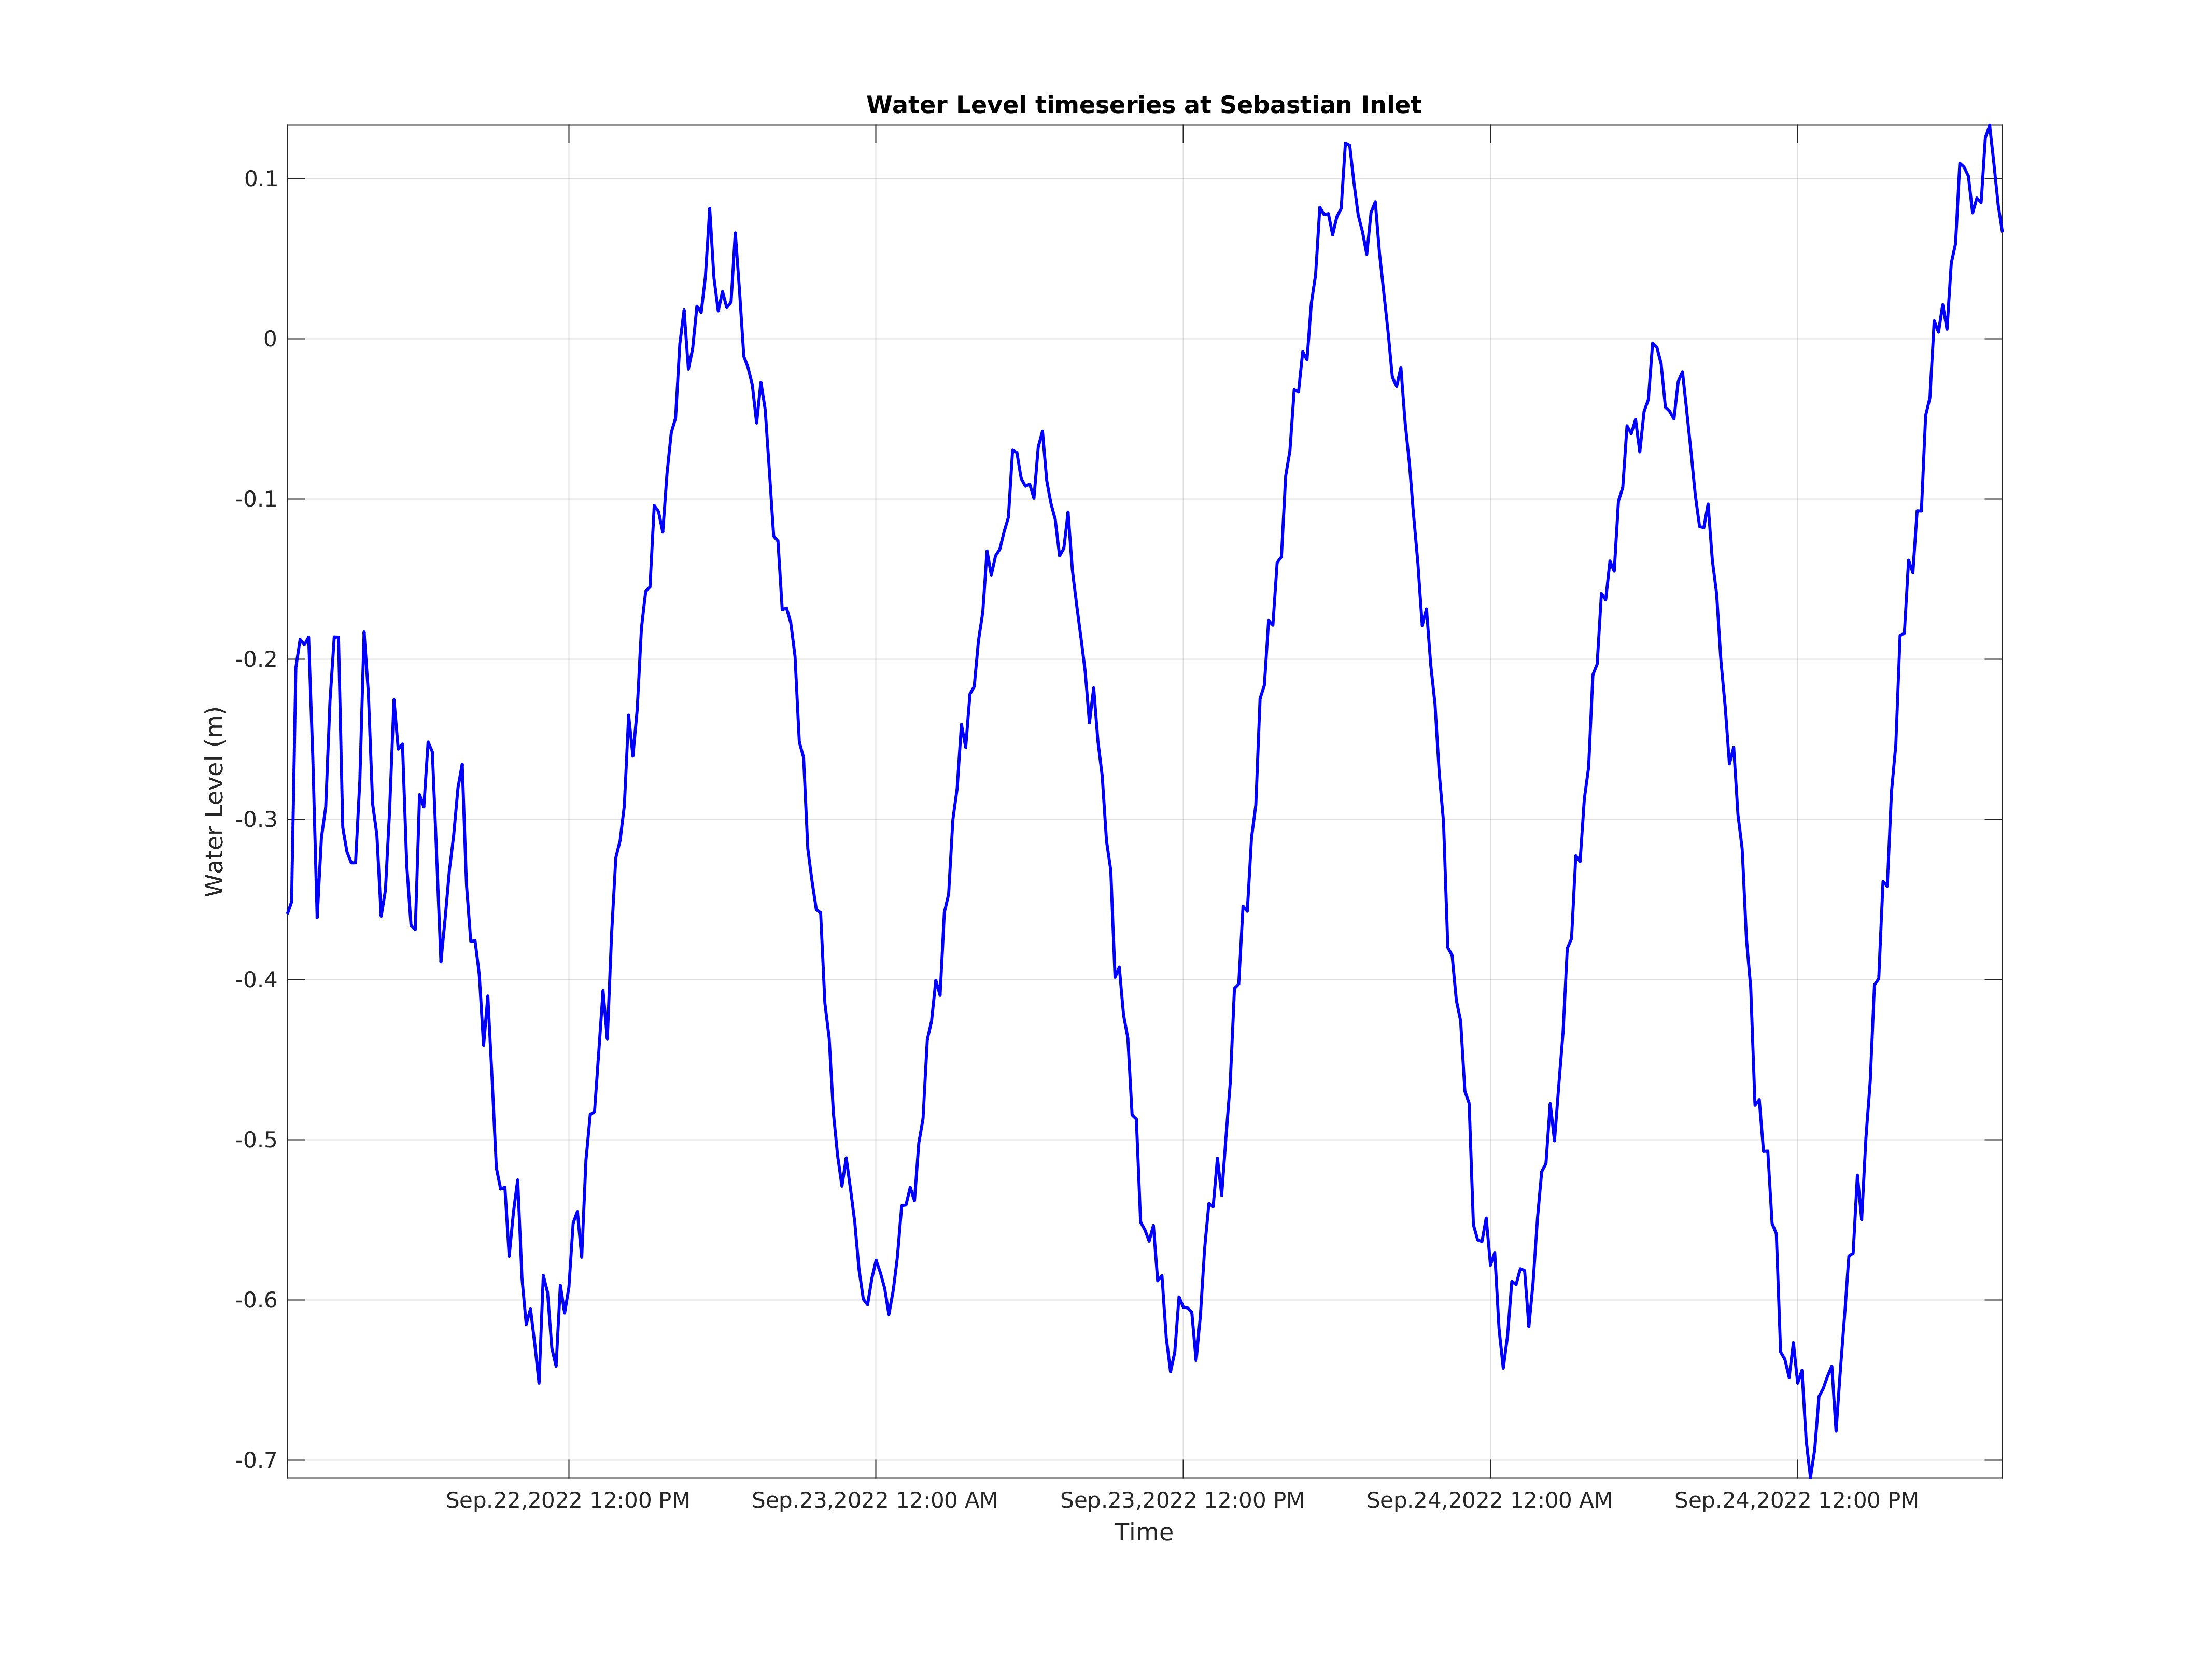 Water Level timeseries at Sebastian Inlet
0.1
0
-0.1
-0.2
-0.3
-0.4
-0.5
-0.6
-0.7
Water Level (m)
Sep.22,2022 12:00 PM
Sep.23,2022 12:00 AM
Sep.23,2022 12:00 PM
Sep.24,2022 12:00 AM
Sep.24,2022 12:00 PM
Time